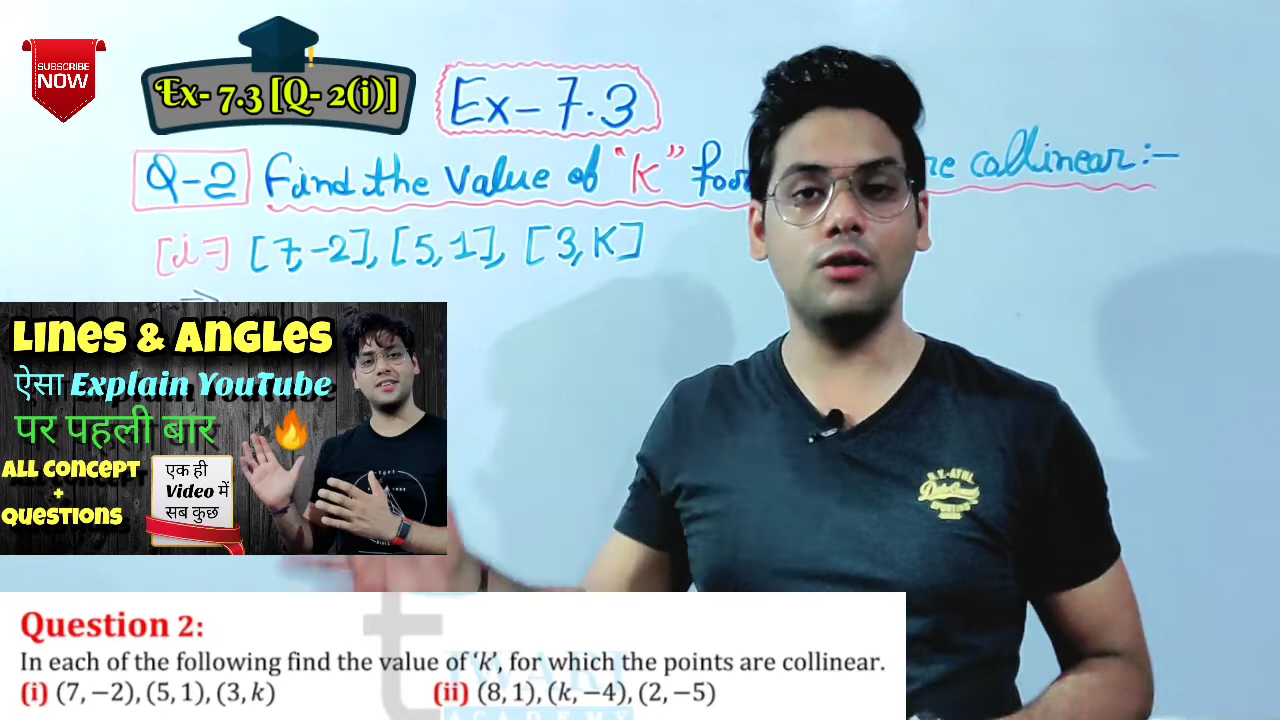 SUBSCRIBE
NOW
Ex- 7.3 [Q- 2(i)]
Ex-7.3
Q-2 Find the value of "K" for re collinear:-
[i=] [7,-2], [5,1], [3,K]
⇒
LINES & ANGLES
ऐसा Explain YouTube
पर पहली बार
ALL CONCEPT
+
QUESTIONS
एक ही
Video में
सब कुछ
Question 2:
In each of the following find the value of ‘k’, for which the points are collinear.
(i) (7, −2), (5, 1), (3, k) (ii) (8, 1), (k, −4), (2, −5)
TIWARI
ACADEMY